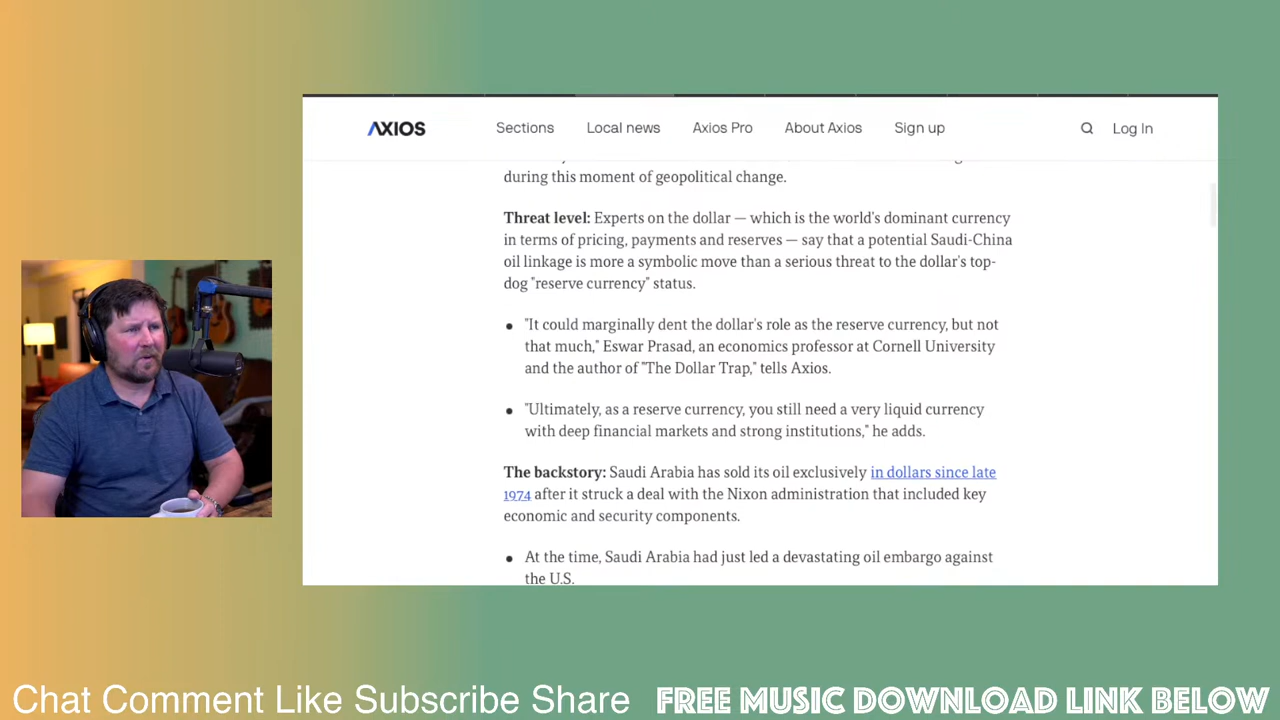 AXIOS
Sections
Local news
Axios Pro
About Axios
Sign up
Log In
during this moment of geopolitical change.
Threat level: Experts on the dollar — which is the world's dominant currency
in terms of pricing, payments and reserves — say that a potential Saudi-China
oil linkage is more a symbolic move than a serious threat to the dollar's top-
dog "reserve currency" status.
• "It could marginally dent the dollar's role as the reserve currency, but not
that much," Eswar Prasad, an economics professor at Cornell University
and the author of "The Dollar Trap," tells Axios.
• "Ultimately, as a reserve currency, you still need a very liquid currency
with deep financial markets and strong institutions," he adds.
The backstory: Saudi Arabia has sold its oil exclusively in dollars since late
1974 after it struck a deal with the Nixon administration that included key
economic and security components.
• At the time, Saudi Arabia had just led a devastating oil embargo against
the U.S.
Chat Comment Like Subscribe Share
FREE MUSIC DOWNLOAD LINK BELOW